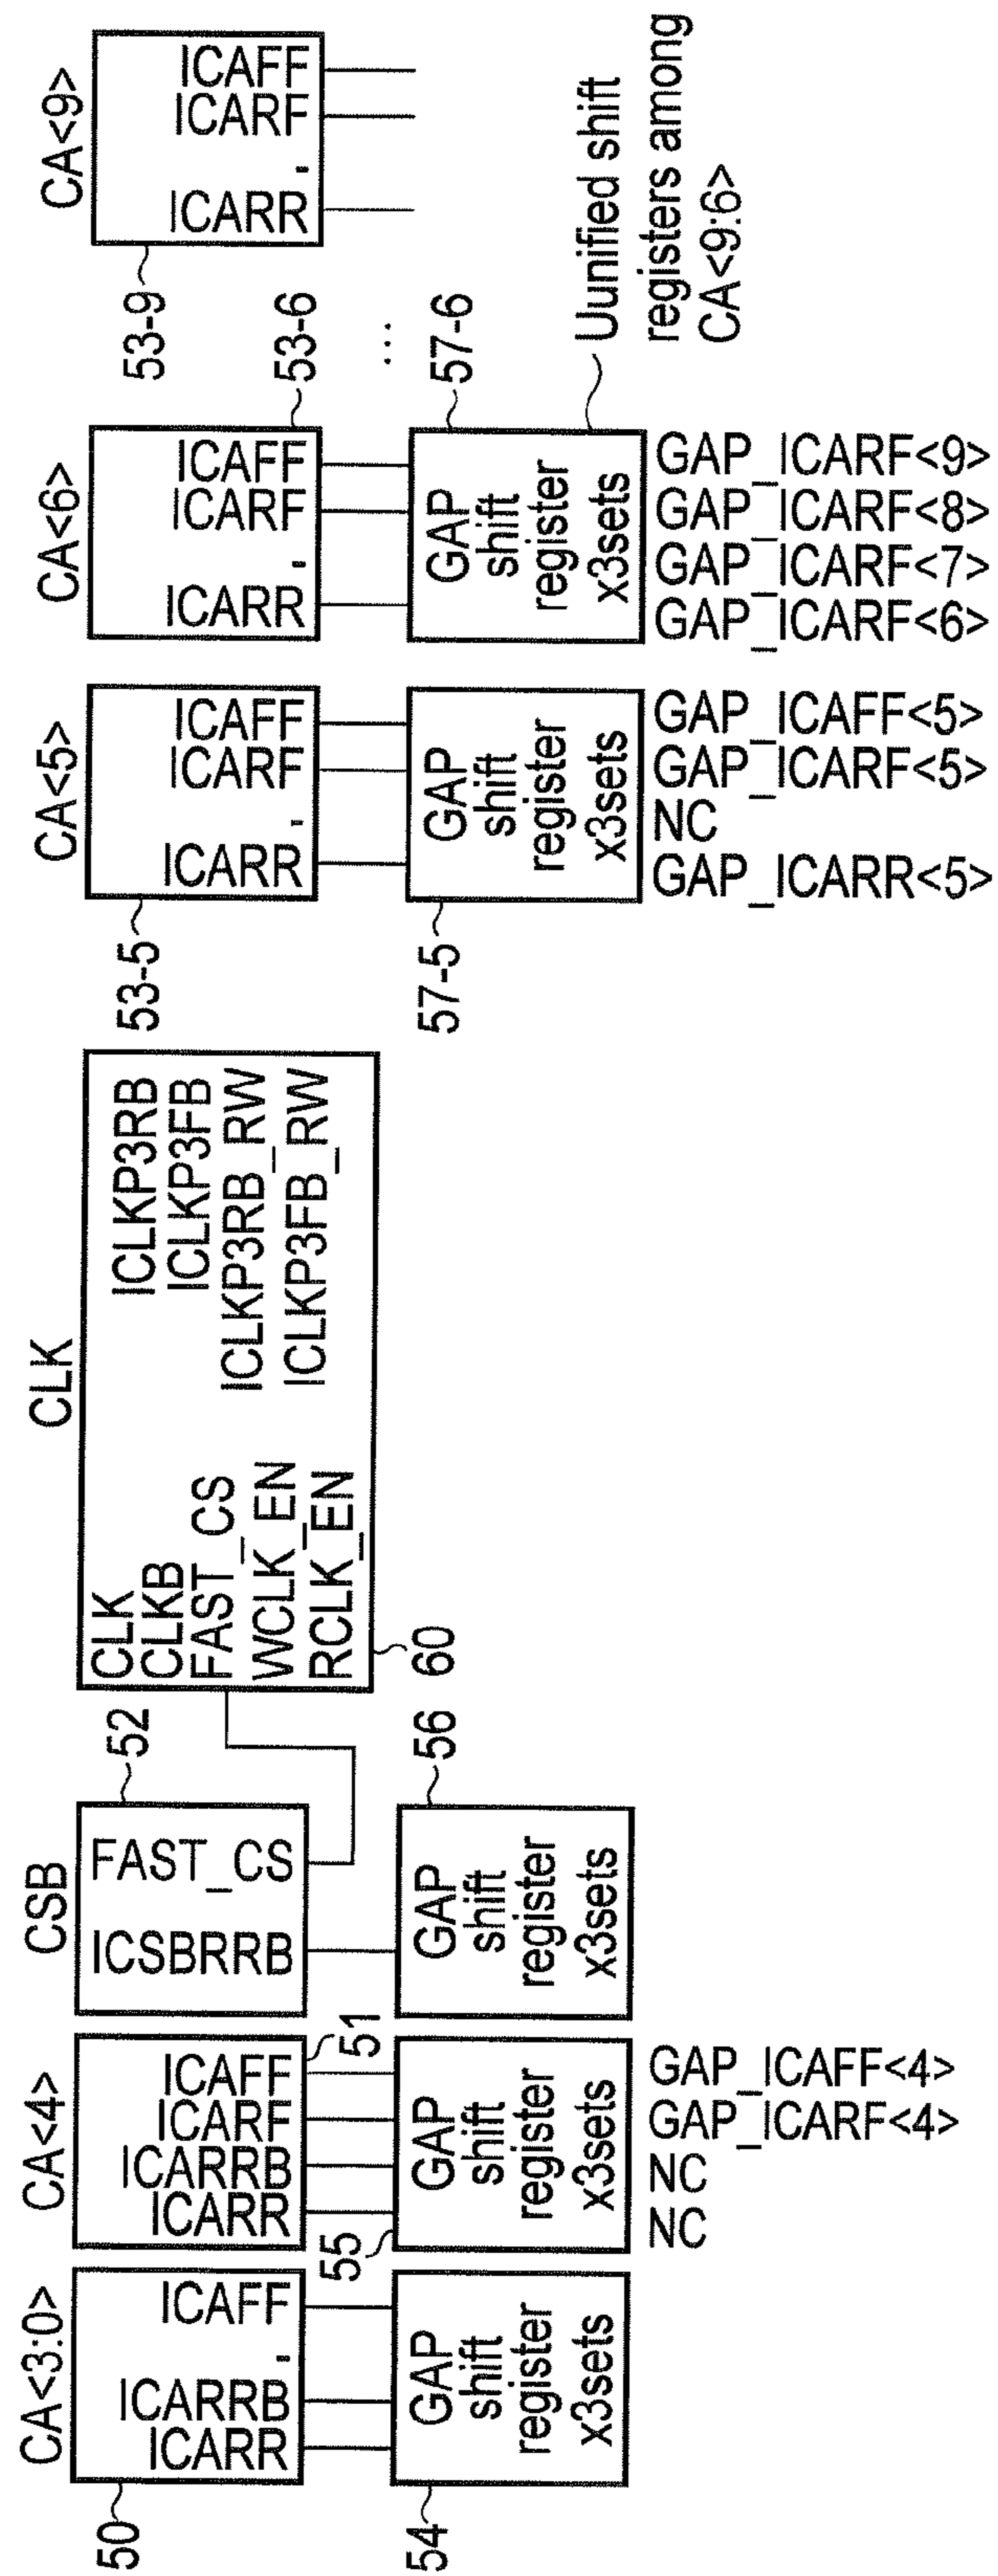 CA<3:0>
50
ICARR
ICARRB
-
ICAFF
54
GAP
shift
register
x3sets
CA<4>
51
ICARR
ICARRB
ICARF
ICAFF
55
GAP
shift
register
x3sets
NC
NC
GAP_ICARF<4>
GAP_ICAFF<4>
CSB
52
ICSBRRB
FAST_CS
56
GAP
shift
register
x3sets
CLK
CLK
CLKB
FAST_CS
WCLK_EN
RCLK_EN
ICLKP3RB
ICLKP3FB
ICLKP3RB_RW
ICLKP3FB_RW
60
CA<5>
53-5
ICARR
-
ICARF
ICAFF
57-5
GAP
shift
register
x3sets
GAP_ICARR<5>
NC
GAP_ICARF<5>
GAP_ICAFF<5>
CA<6>
53-6
ICARR
-
ICARF
ICAFF
57-6
GAP
shift
register
x3sets
GAP_ICARF<6>
GAP_ICARF<7>
GAP_ICARF<8>
GAP_ICARF<9>
...
CA<9>
53-9
ICARR
-
ICARF
ICAFF
Uunified shift
registers among
CA<9:6>